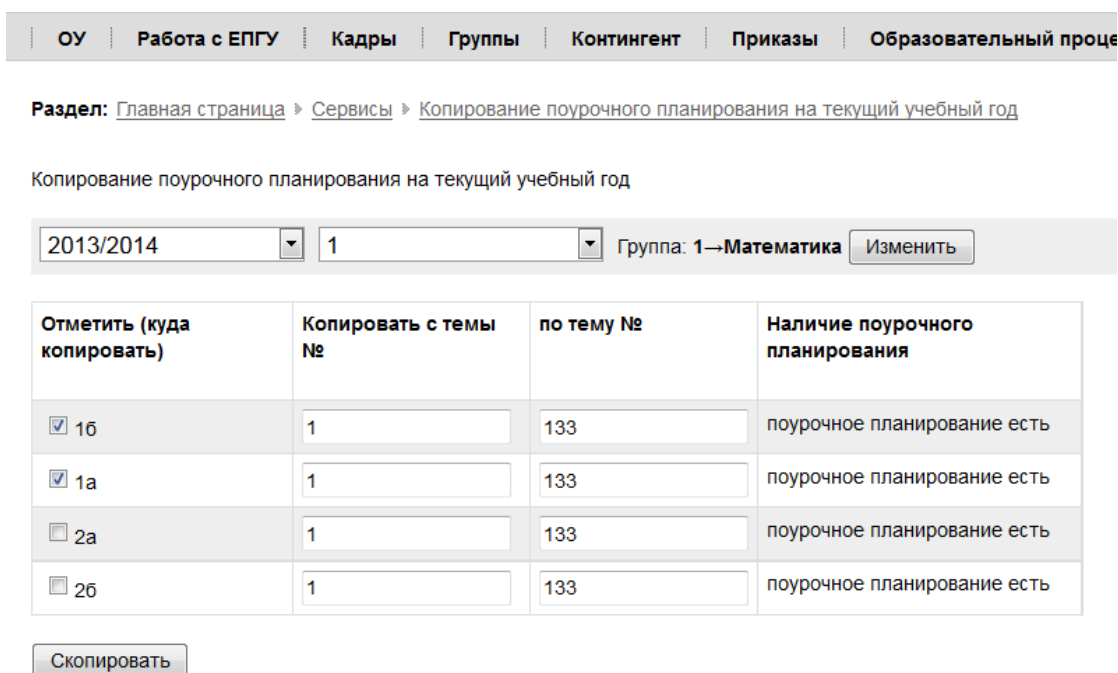 ОУ Работа с ЕПГУ Кадры Группы Контингент Приказы Образовательный проце
Раздел: Главная страница Сервисы Копирование поурочного планирования на текущий учебный год
Копирование поурочного планирования на текущий учебный год
2013/2014 1 Группа: 1→Математика Изменить
Отметить (куда копировать) Копировать с темы № по тему № Наличие поурочного планирования
1б 1 133 поурочное планирование есть
1а 1 133 поурочное планирование есть
2а 1 133 поурочное планирование есть
2б 1 133 поурочное планирование есть
Скопировать